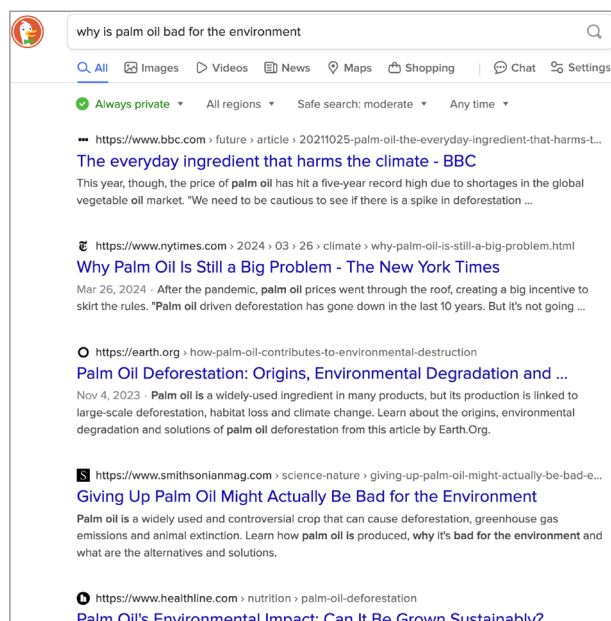 why is palm oil bad for the environment
All Images Videos News Maps Shopping Chat Settings
Always private All regions Safe search: moderate Any time
https://www.bbc.com › future › article › 20211025-palm-oil-the-everyday-ingredient-that-harms-t...
The everyday ingredient that harms the climate - BBC
This year, though, the price of palm oil has hit a five-year record high due to shortages in the global
vegetable oil market. "We need to be cautious to see if there is a spike in deforestation ...
https://www.nytimes.com › 2024 › 03 › 26 › climate › why-palm-oil-is-still-a-big-problem.html
Why Palm Oil Is Still a Big Problem - The New York Times
Mar 26, 2024 · After the pandemic, palm oil prices went through the roof, creating a big incentive to
skirt the rules. "Palm oil driven deforestation has gone down in the last 10 years. But it's not going ...
https://earth.org › how-palm-oil-contributes-to-environmental-destruction
Palm Oil Deforestation: Origins, Environmental Degradation and ...
Nov 4, 2023 · Palm oil is a widely-used ingredient in many products, but its production is linked to
large-scale deforestation, habitat loss and climate change. Learn about the origins, environmental
degradation and solutions of palm oil deforestation from this article by Earth.Org.
https://www.smithsonianmag.com › science-nature › giving-up-palm-oil-might-actually-be-bad-e...
Giving Up Palm Oil Might Actually Be Bad for the Environment
Palm oil is a widely used and controversial crop that can cause deforestation, greenhouse gas
emissions and animal extinction. Learn how palm oil is produced, why it's bad for the environment and
what are the alternatives and solutions.
https://www.healthline.com › nutrition › palm-oil-deforestation
Palm Oil's Environmental Impact: Can It Be Grown Sustainably?